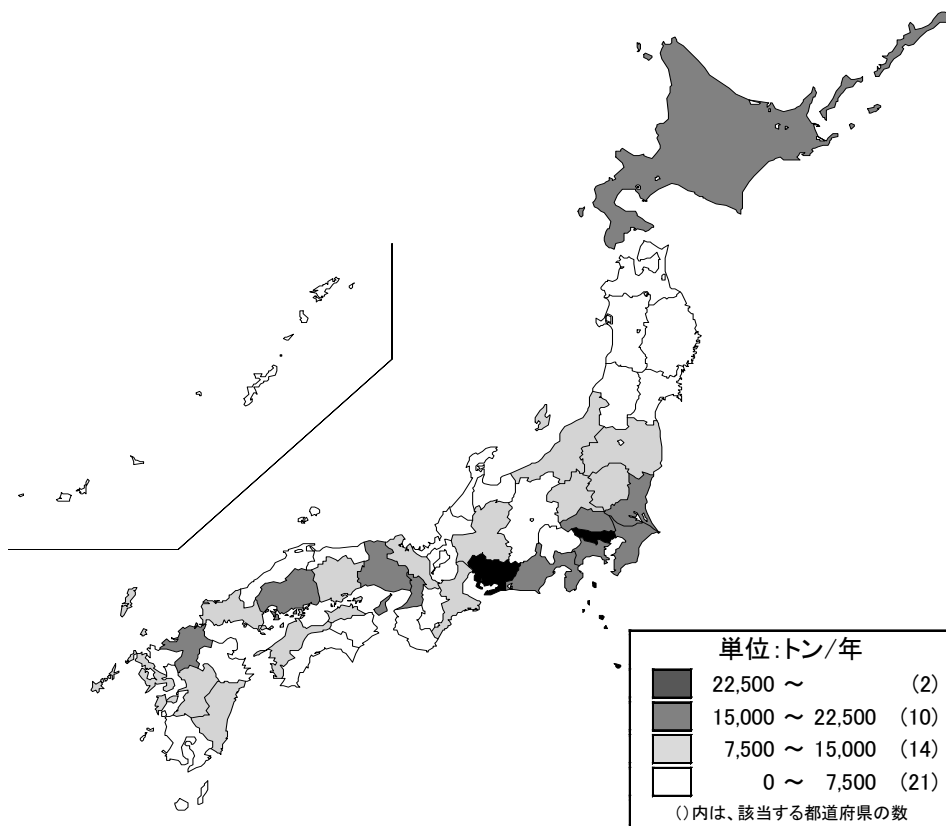 単位:トン/年
22,500 ～ (2)
15,000 ～ 22,500 (10)
7,500 ～ 15,000 (14)
0 ～ 7,500 (21)
()内は、該当する都道府県の数